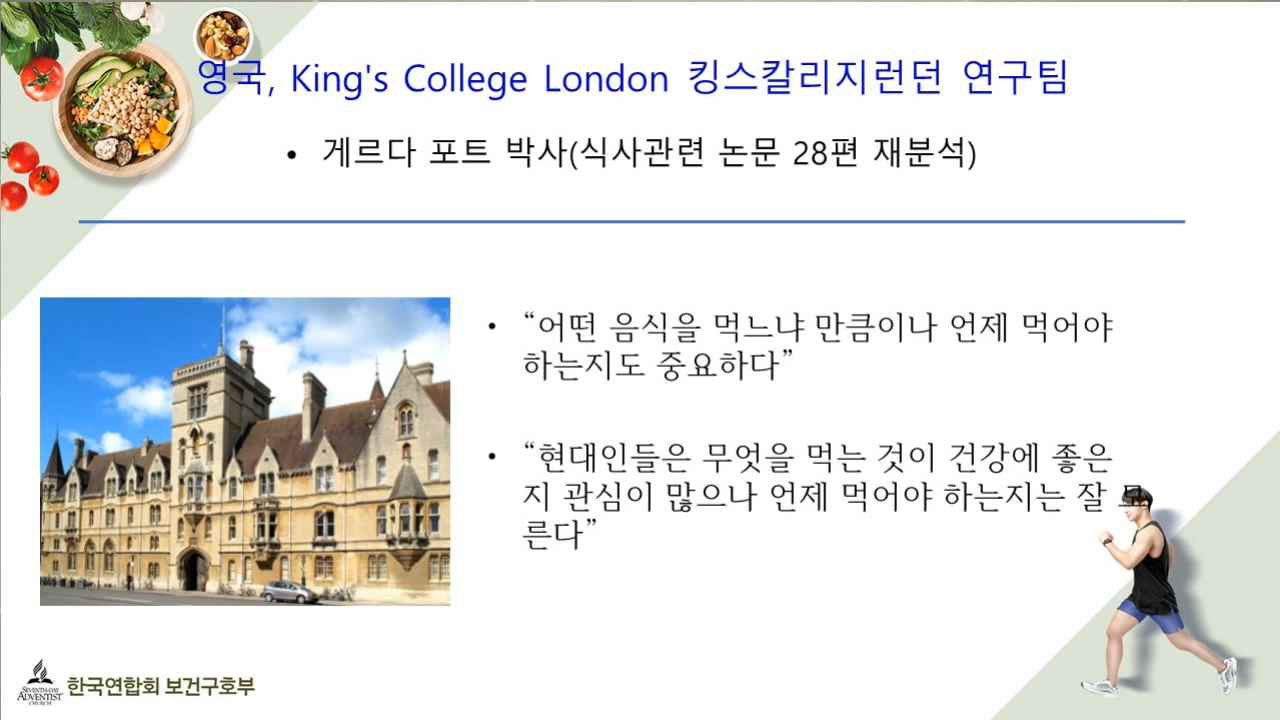 영국, King's College London 킹스칼리지런던 연구팀
• 게르다 포트 박사(식사관련 논문 28편 재분석)
• “어떤 음식을 먹느냐 만큼이나 언제 먹어야
하는지도 중요하다”
• “현대인들은 무엇을 먹는 것이 건강에 좋은
지 관심이 많으나 언제 먹어야 하는지는 잘 모
른다”
SEVENTH-DAY
ADVENTIST
CHURCH
한국연합회 보건구호부